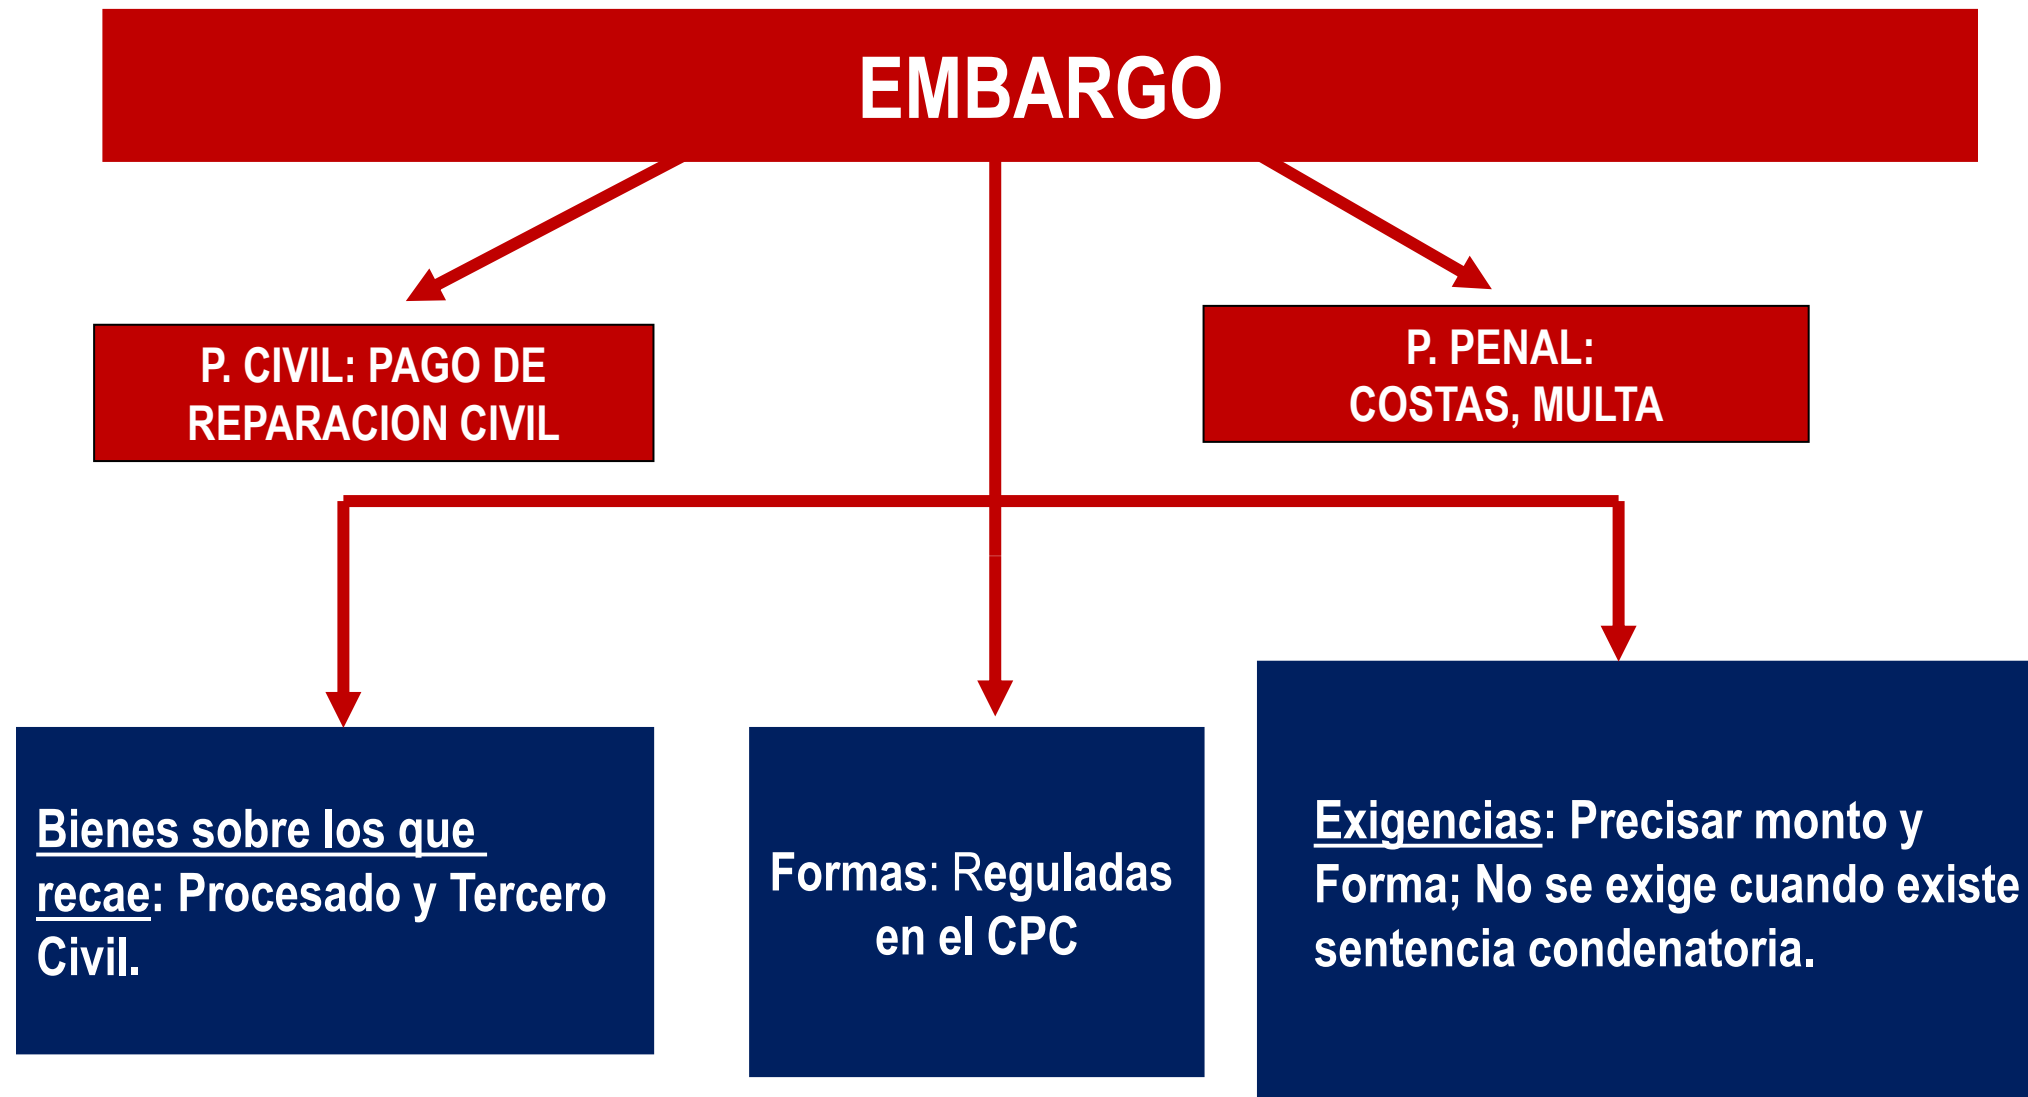 EMBARGO
P. CIVIL: PAGO DE
REPARACION CIVIL
P. PENAL:
COSTAS, MULTA
Bienes sobre los que
recae: Procesado y Tercero
Civil.
Formas: Reguladas
en el CPC
Exigencias: Precisar monto y
Forma; No se exige cuando existe
sentencia condenatoria.